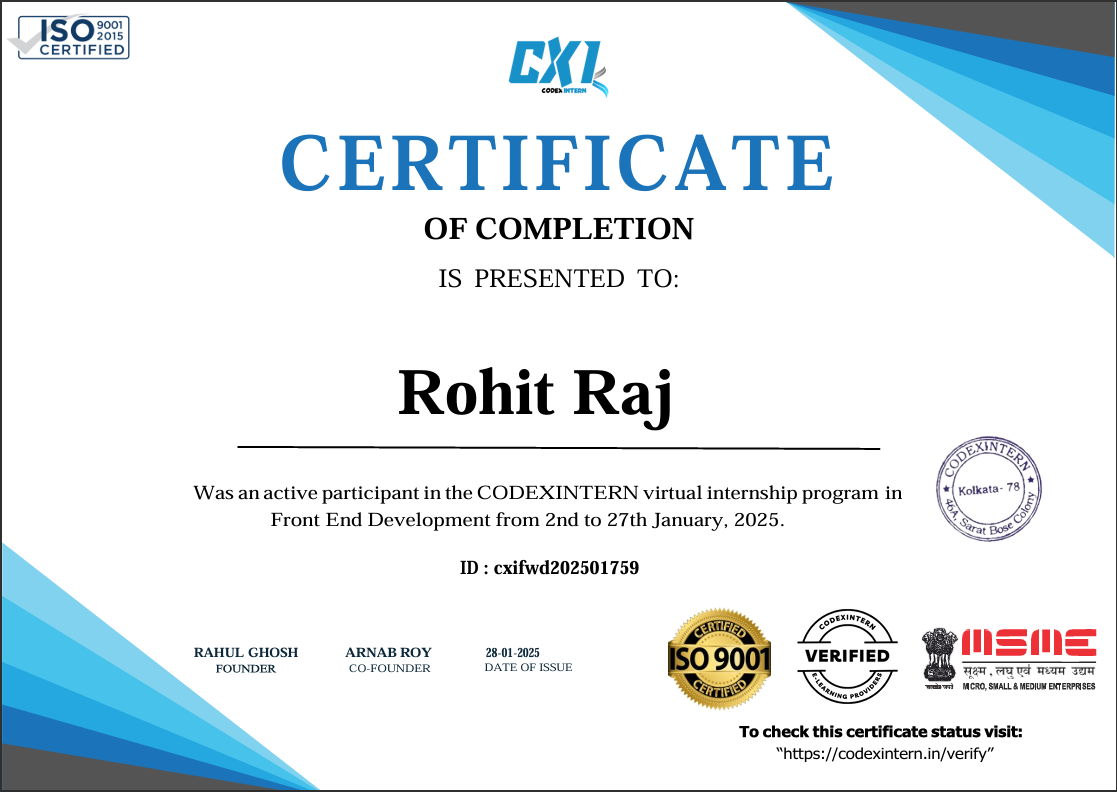 ISO 9001
2015
CERTIFIED
CXI
CODEX INTERN
CERTIFICATE
OF COMPLETION
IS PRESENTED TO:
Rohit Raj
Was an active participant in the CODEXINTERN virtual internship program in
Front End Development from 2nd to 27th January, 2025.
ID : cxifwd202501759
CODEXINTERN
Kolkata- 78
46A, Sarat Bose Colony
RAHUL GHOSH
FOUNDER
ARNAB ROY
CO-FOUNDER
28-01-2025
DATE OF ISSUE
CERTIFIED
ISO 9001
CERTIFIED
CODEXINTERN
VERIFIED
E-LEARNING PROVIDERS
सत्यमेव जयते
MSME
सूक्ष्म, लघु एवं मध्यम उद्यम
MICRO, SMALL & MEDIUM ENTERPRISES
To check this certificate status visit:
“https://codexintern.in/verify”